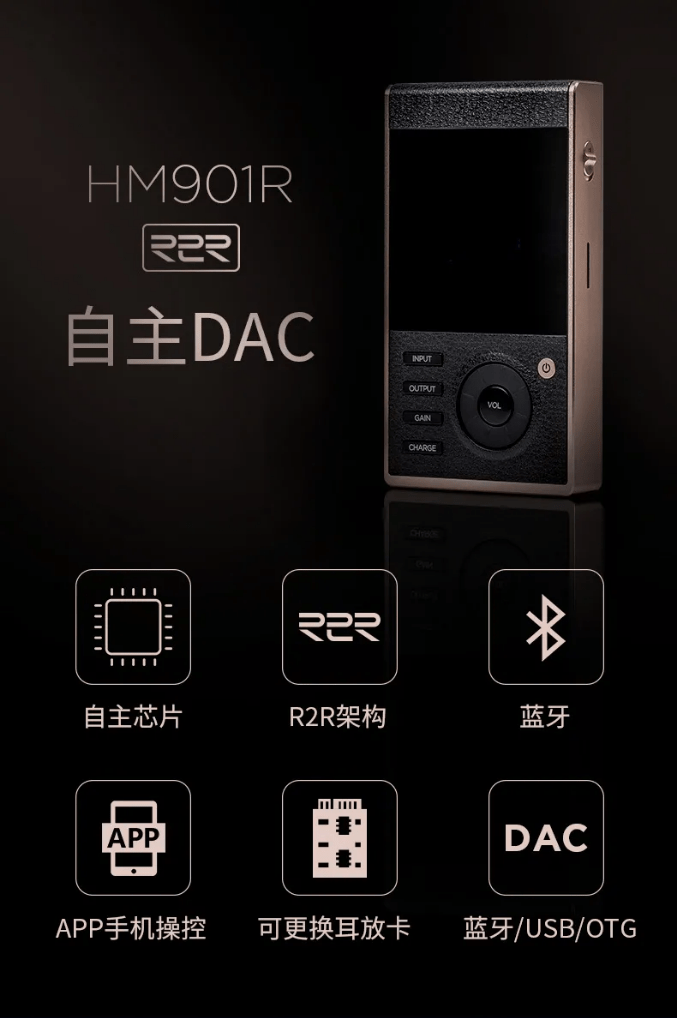 HM901R
R2R
自主DAC
INPUT
OUTPUT
GAIN
CHARGE
VOL
自主芯片
R2R
R2R架构
蓝牙
APP
APP手机操控
可更换耳放卡
DAC
蓝牙/USB/OTG